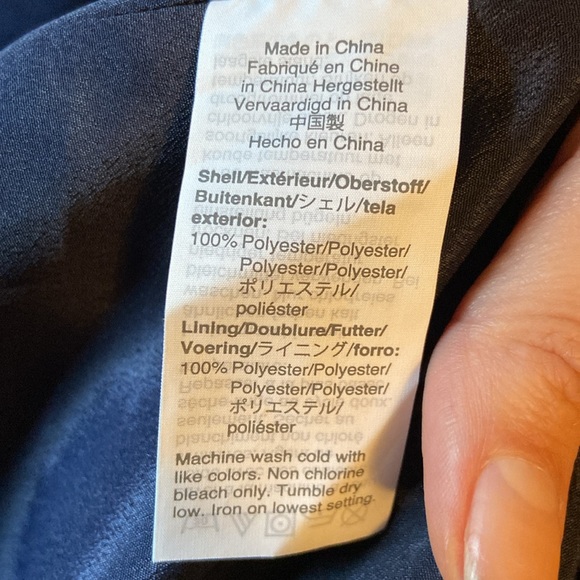 Made in China
Fabriqué en Chine
in China Hergestellt
Vervaardigd in China
中国製
Hecho en China
Shell/Extérieur/Oberstoff/
Buitenkant/シェル/tela
exterior:
100% Polyester/Polyester/
Polyester/Polyester/
ポリエステル/
poliéster
Lining/Doublure/Futter/
Voering/ライニング/forro:
100% Polyester/Polyester/
Polyester/Polyester/
ポリエステル/
poliéster
Machine wash cold with
like colors. Non chlorine
bleach only. Tumble dry
low. Iron on lowest setting.